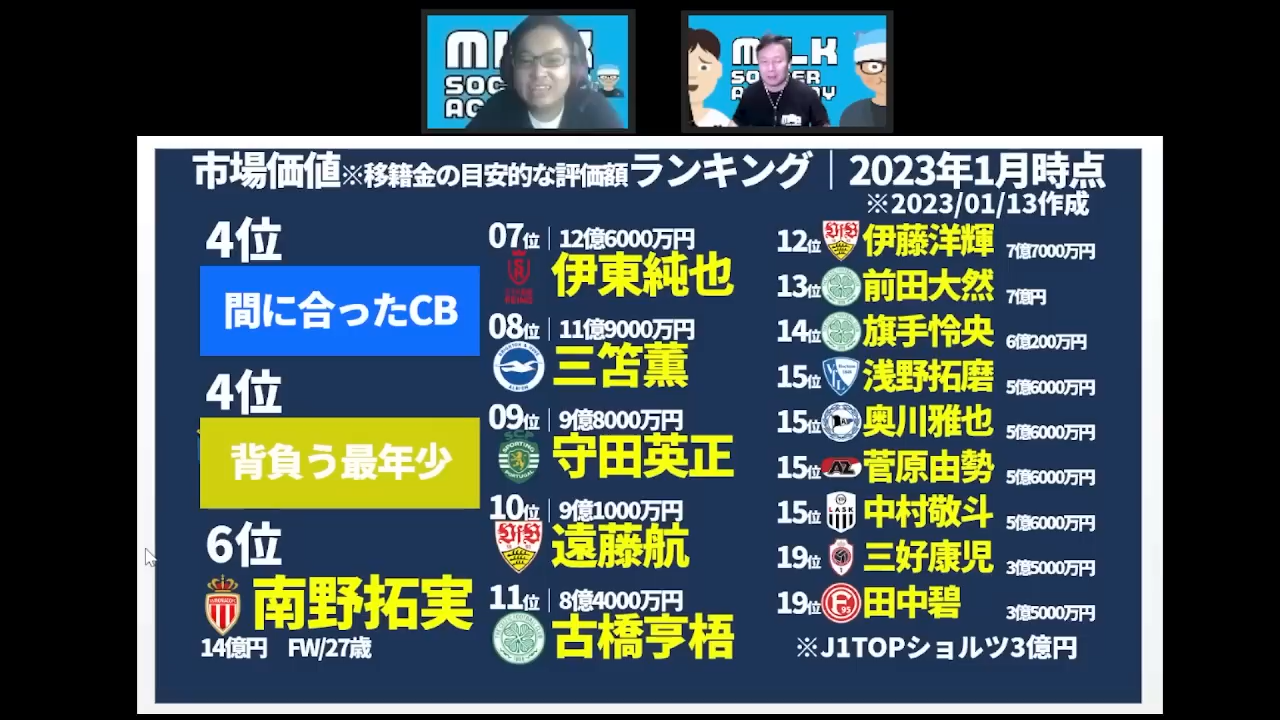 MILK
SOCCER
ACADEMY
市場価値※移籍金の目安的な評価額ランキング｜2023年1月時点
※2023/01/13作成
4位
間に合ったCB
4位
背負う最年少
6位
南野拓実
14億円 FW/27歳
07位｜12億6000万円
伊東純也
08位｜11億9000万円
三笘薫
09位｜9億8000万円
守田英正
10位｜9億1000万円
遠藤航
11位｜8億4000万円
古橋亨梧
12位 伊藤洋輝 7億7000万円
13位 前田大然 7億円
14位 旗手怜央 6億200万円
15位 浅野拓磨 5億6000万円
15位 奥川雅也 5億6000万円
15位 菅原由勢 5億6000万円
15位 中村敬斗 5億6000万円
19位 三好康児 3億5000万円
19位 田中碧 3億5000万円
※J1TOPショルツ3億円